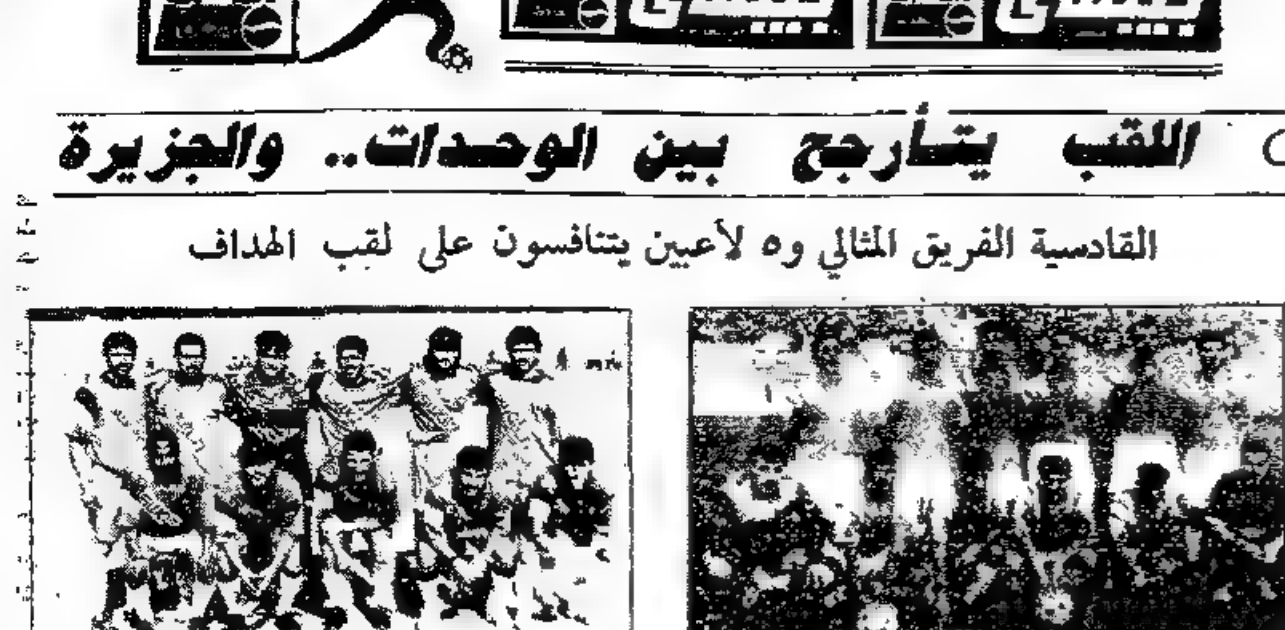 اللقب يتأرجح بين الوحدات.. والجزيرة
القادسية الفريق المثالي و٥ لاعبين يتنافسون على لقب الهداف